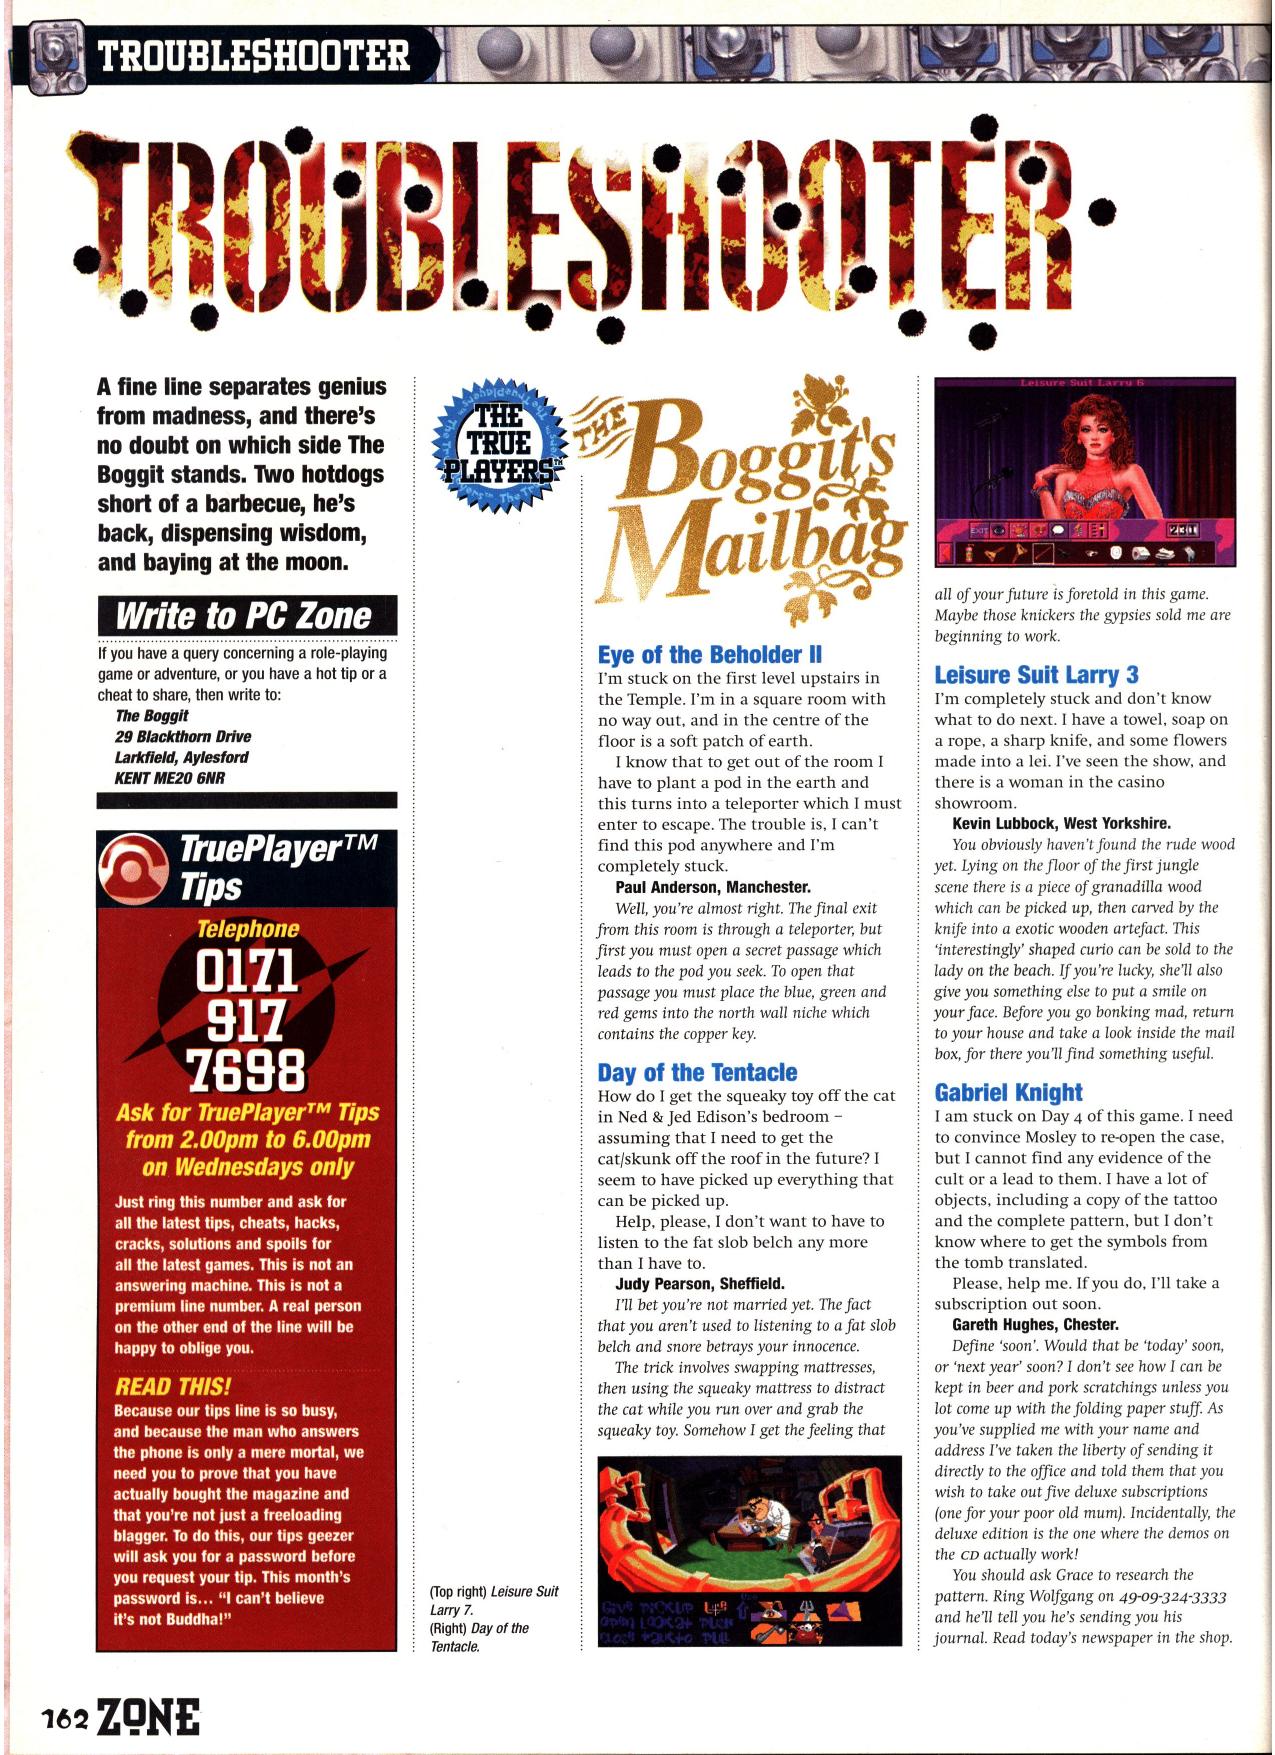 TROUBLESHOOTER
TROUBLESHOOTER
A fine line separates genius
from madness, and there's
no doubt on which side The
Boggit stands. Two hotdogs
short of a barbecue, he's
back, dispensing wisdom,
and baying at the moon.
Write to PC Zone
If you have a query concerning a role-playing
game or adventure, or you have a hot tip or a
cheat to share, then write to:
The Boggit
29 Blackthorn Drive
Larkfield, Aylesford
KENT ME20 6NR
TruePlayer™
Tips
Telephone
0171
917
7698
Ask for TruePlayer™ Tips
from 2.00pm to 6.00pm
on Wednesdays only
Just ring this number and ask for
all the latest tips, cheats, hacks,
cracks, solutions and spoils for
all the latest games. This is not an
answering machine. This is not a
premium line number. A real person
on the other end of the line will be
happy to oblige you.
READ THIS!
Because our tips line is so busy,
and because the man who answers
the phone is only a mere mortal, we
need you to prove that you have
actually bought the magazine and
that you're not just a freeloading
blagger. To do this, our tips geezer
will ask you for a password before
you request your tip. This month's
password is... “I can't believe
it's not Buddha!”
THE
TRUE
PLAYERS™
(Top right) Leisure Suit
Larry 7.
(Right) Day of the
Tentacle.
THE
Boggit's
Mailbag
Eye of the Beholder II
I'm stuck on the first level upstairs in
the Temple. I'm in a square room with
no way out, and in the centre of the
floor is a soft patch of earth.
I know that to get out of the room I
have to plant a pod in the earth and
this turns into a teleporter which I must
enter to escape. The trouble is, I can't
find this pod anywhere and I'm
completely stuck.
Paul Anderson, Manchester.
Well, you're almost right. The final exit
from this room is through a teleporter, but
first you must open a secret passage which
leads to the pod you seek. To open that
passage you must place the blue, green and
red gems into the north wall niche which
contains the copper key.
Day of the Tentacle
How do I get the squeaky toy off the cat
in Ned & Jed Edison's bedroom –
assuming that I need to get the
cat/skunk off the roof in the future? I
seem to have picked up everything that
can be picked up.
Help, please, I don't want to have to
listen to the fat slob belch any more
than I have to.
Judy Pearson, Sheffield.
I'll bet you're not married yet. The fact
that you aren't used to listening to a fat slob
belch and snore betrays your innocence.
The trick involves swapping mattresses,
then using the squeaky mattress to distract
the cat while you run over and grab the
squeaky toy. Somehow I get the feeling that
Leisure Suit Larry 6
EXIT
231
all of your future is foretold in this game.
Maybe those knickers the gypsies sold me are
beginning to work.
Leisure Suit Larry 3
I'm completely stuck and don't know
what to do next. I have a towel, soap on
a rope, a sharp knife, and some flowers
made into a lei. I've seen the show, and
there is a woman in the casino
showroom.
Kevin Lubbock, West Yorkshire.
You obviously haven't found the rude wood
yet. Lying on the floor of the first jungle
scene there is a piece of granadilla wood
which can be picked up, then carved by the
knife into a exotic wooden artefact. This
‘interestingly’ shaped curio can be sold to the
lady on the beach. If you're lucky, she'll also
give you something else to put a smile on
your face. Before you go bonking mad, return
to your house and take a look inside the mail
box, for there you'll find something useful.
Gabriel Knight
I am stuck on Day 4 of this game. I need
to convince Mosley to re-open the case,
but I cannot find any evidence of the
cult or a lead to them. I have a lot of
objects, including a copy of the tattoo
and the complete pattern, but I don't
know where to get the symbols from
the tomb translated.
Please, help me. If you do, I'll take a
subscription out soon.
Gareth Hughes, Chester.
Define ‘soon’. Would that be ‘today’ soon,
or ‘next year’ soon? I don't see how I can be
kept in beer and pork scratchings unless you
lot come up with the folding paper stuff. As
you've supplied me with your name and
address I've taken the liberty of sending it
directly to the office and told them that you
wish to take out five deluxe subscriptions
(one for your poor old mum). Incidentally, the
deluxe edition is the one where the demos on
the CD actually work!
You should ask Grace to research the
pattern. Ring Wolfgang on 49-09-324-3333
and he'll tell you he's sending you his
journal. Read today's newspaper in the shop.
162 ZONE